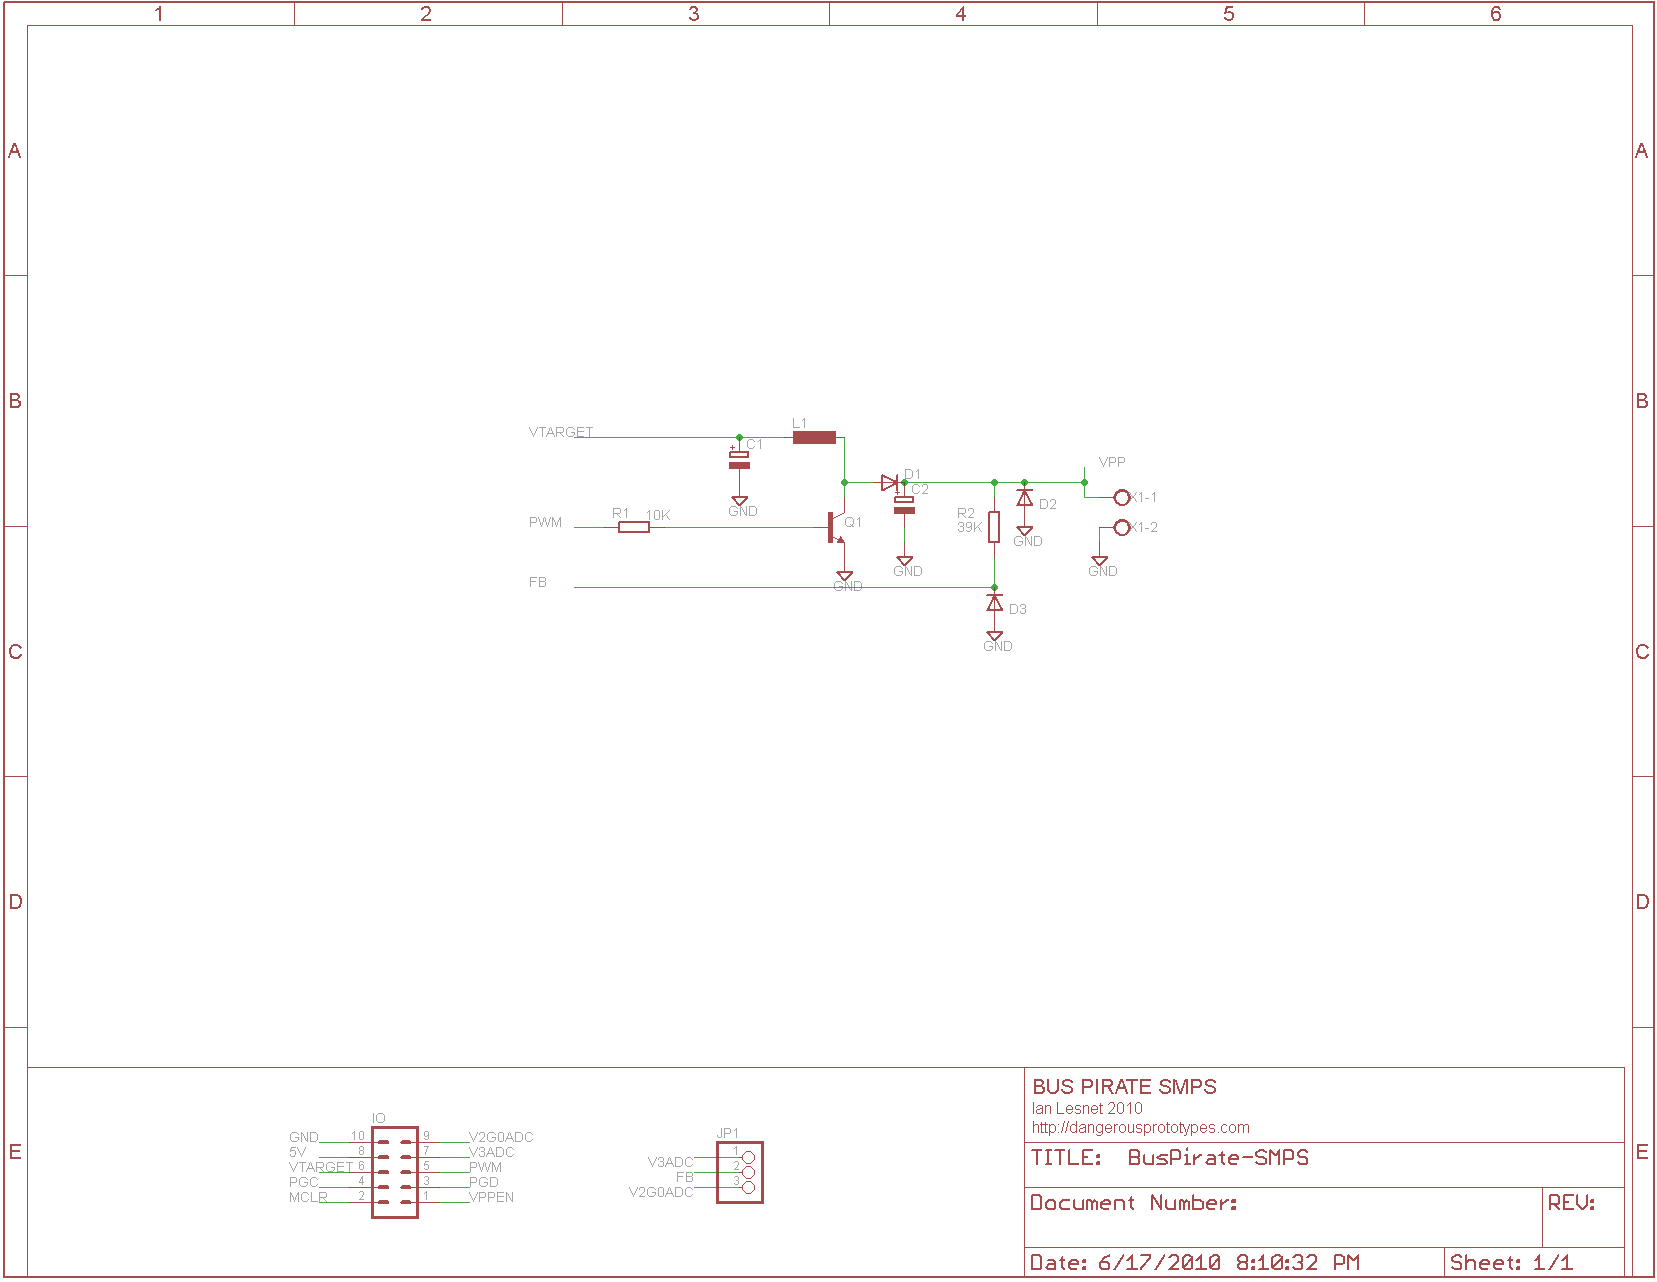 1 2 3 4 5 6
A A
B B
C C
D D
E E
VTARGET
L1
C1
GND
PWM
R1 10K
Q1
GND
FB
D1
C2
GND
R2
39K
D2
GND
D3
GND
VPP
X1-1
X1-2
GND
IO
GND 10 9 V2G0ADC
5V 8 7 V3ADC
VTARGET 6 5 PWM
PGC 4 3 PGD
MCLR 2 1 VPPEN
JP1
V3ADC 1
FB 2
V2G0ADC 3
BUS PIRATE SMPS
Ian Lesnet 2010
http://dangerousprototypes.com
TITLE: BusPirate-SMPS
Document Number:
REV:
Date: 6/17/2010 8:10:32 PM
Sheet: 1/1